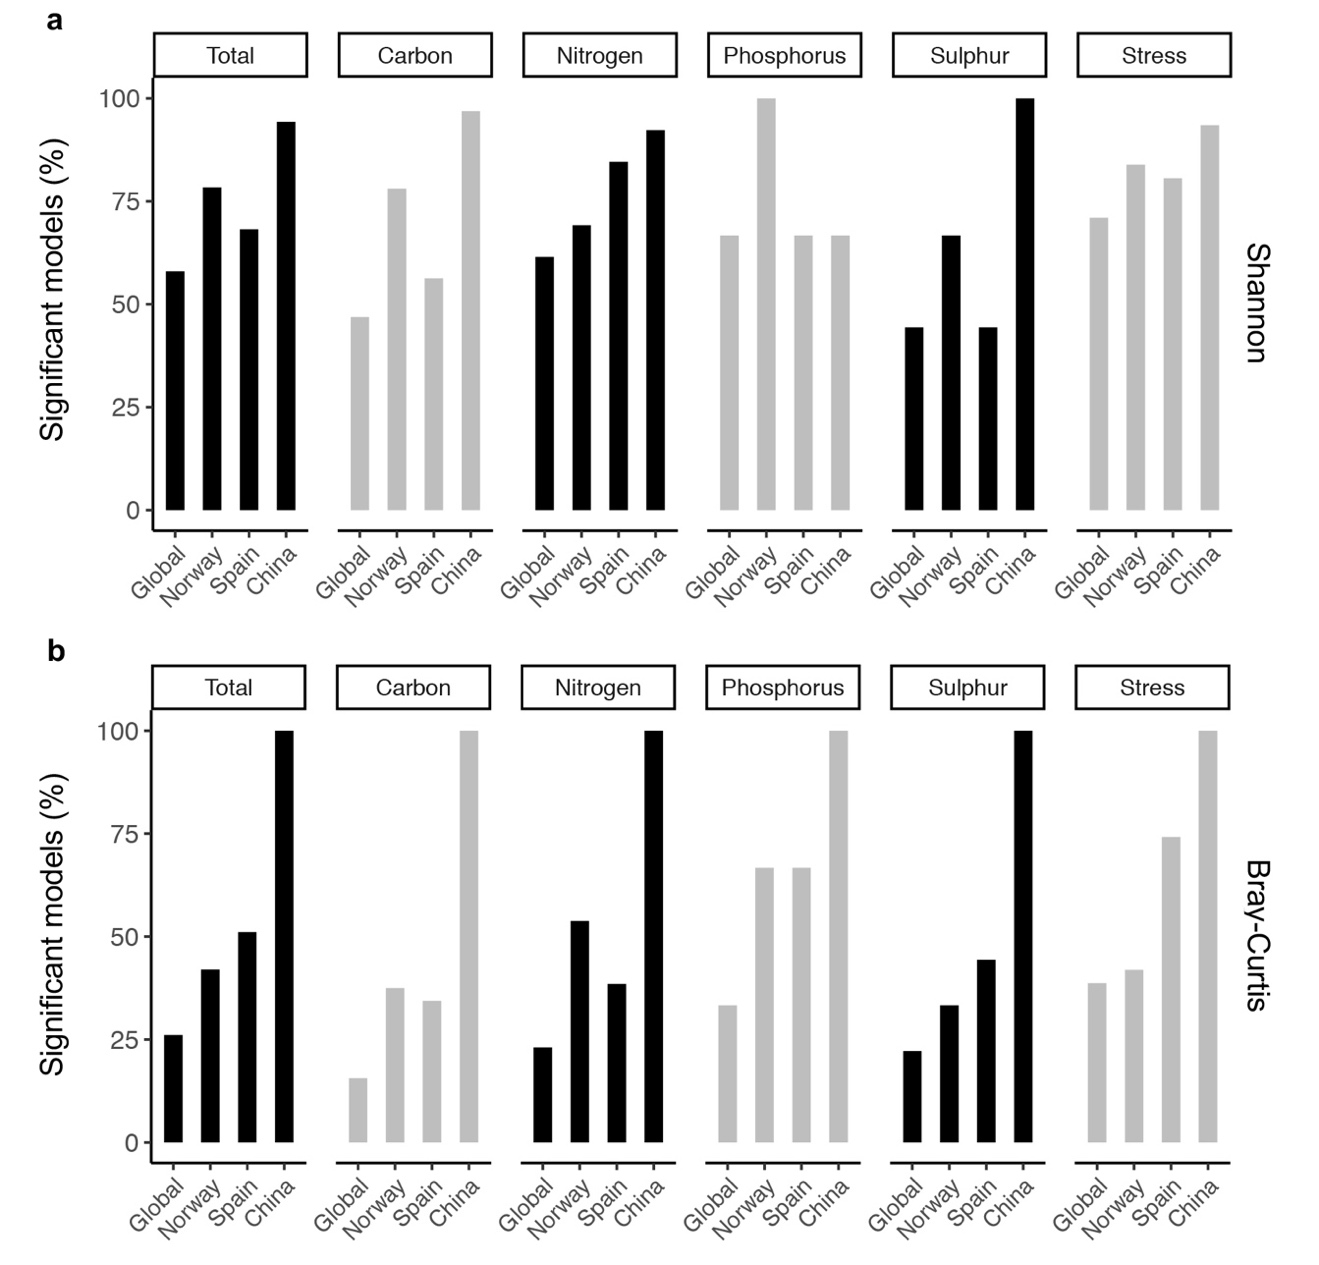 a
Total Carbon Nitrogen Phosphorus Sulphur Stress
100
75
50
25
0
Significant models (%)
Shannon
Global Norway Spain China Global Norway Spain China Global Norway Spain China Global Norway Spain China Global Norway Spain China Global Norway Spain China
b
Total Carbon Nitrogen Phosphorus Sulphur Stress
100
75
50
25
0
Significant models (%)
Bray-Curtis
Global Norway Spain China Global Norway Spain China Global Norway Spain China Global Norway Spain China Global Norway Spain China Global Norway Spain China